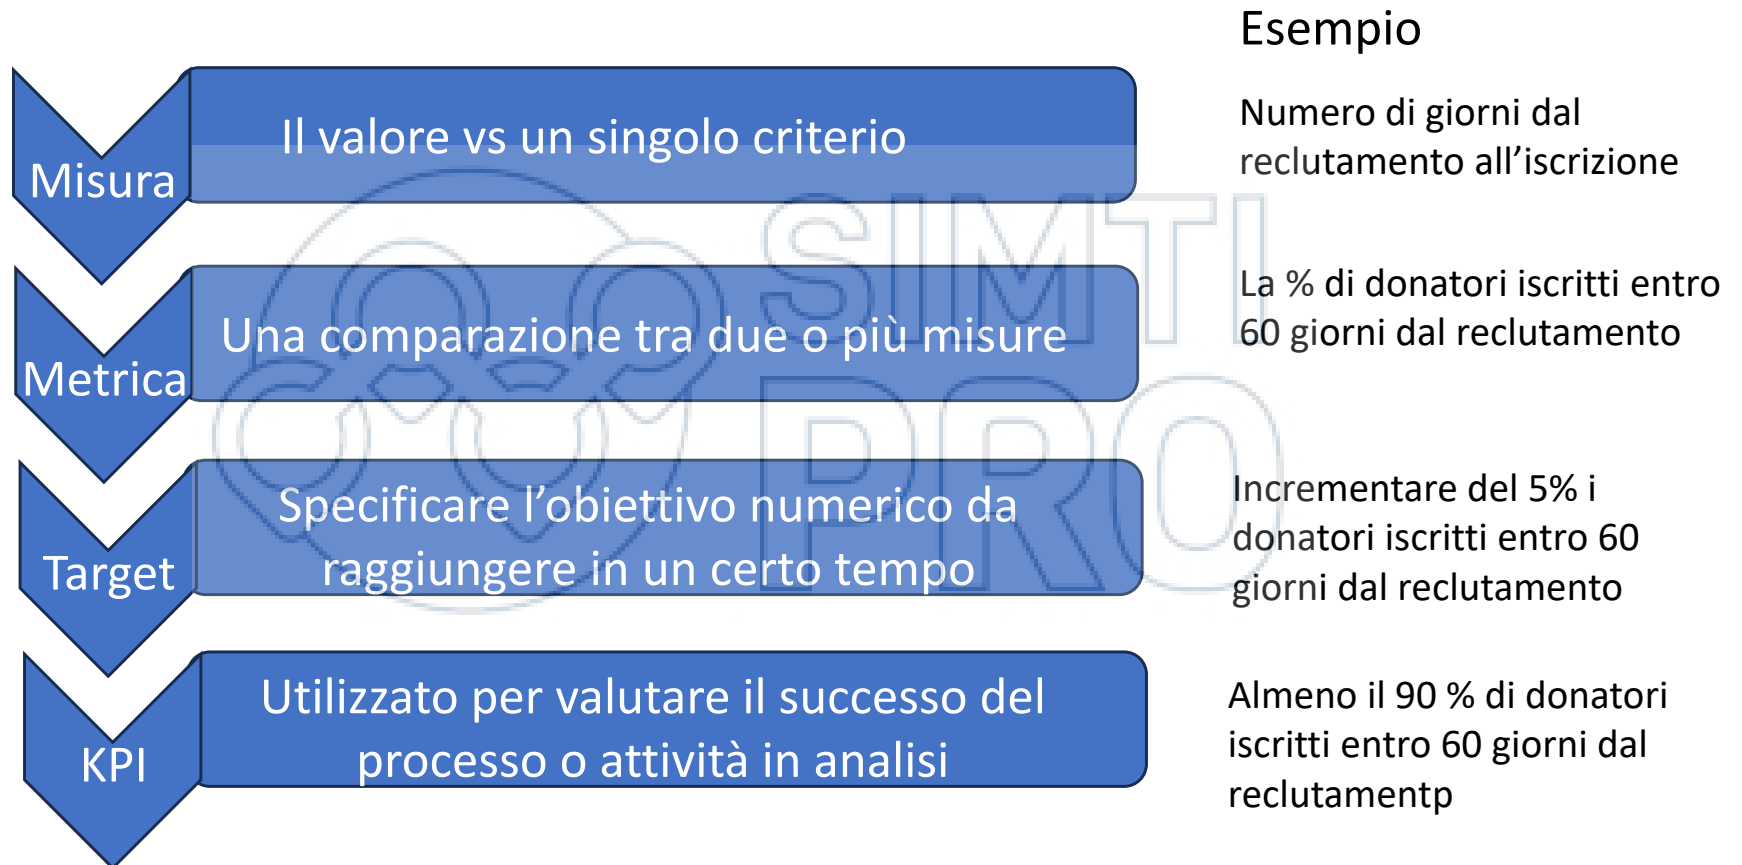 Esempio
Misura
Il valore vs un singolo criterio
Numero di giorni dal
reclutamento all’iscrizione
Metrica
Una comparazione tra due o più misure
La % di donatori iscritti entro
60 giorni dal reclutamento
Target
Specificare l’obiettivo numerico da
raggiungere in un certo tempo
Incrementare del 5% i
donatori iscritti entro 60
giorni dal reclutamento
KPI
Utilizzato per valutare il successo del
processo o attività in analisi
Almeno il 90 % di donatori
iscritti entro 60 giorni dal
reclutamentp
SIMTI
PRO